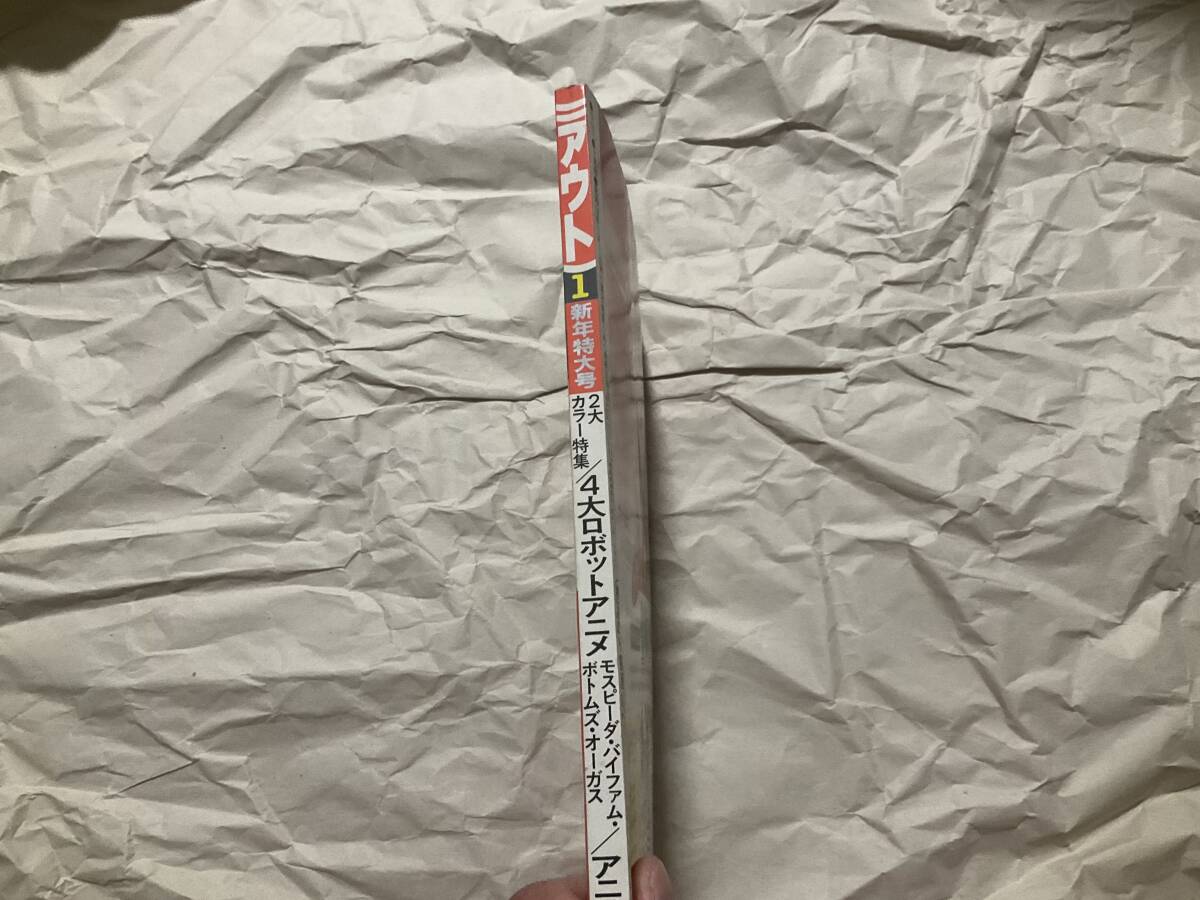 アウト
1
新年特大号
2大
カラー特集
/4大ロボットアニメ
モスピーダ・バイファム・
ボトムズ・オーガス
/アニ